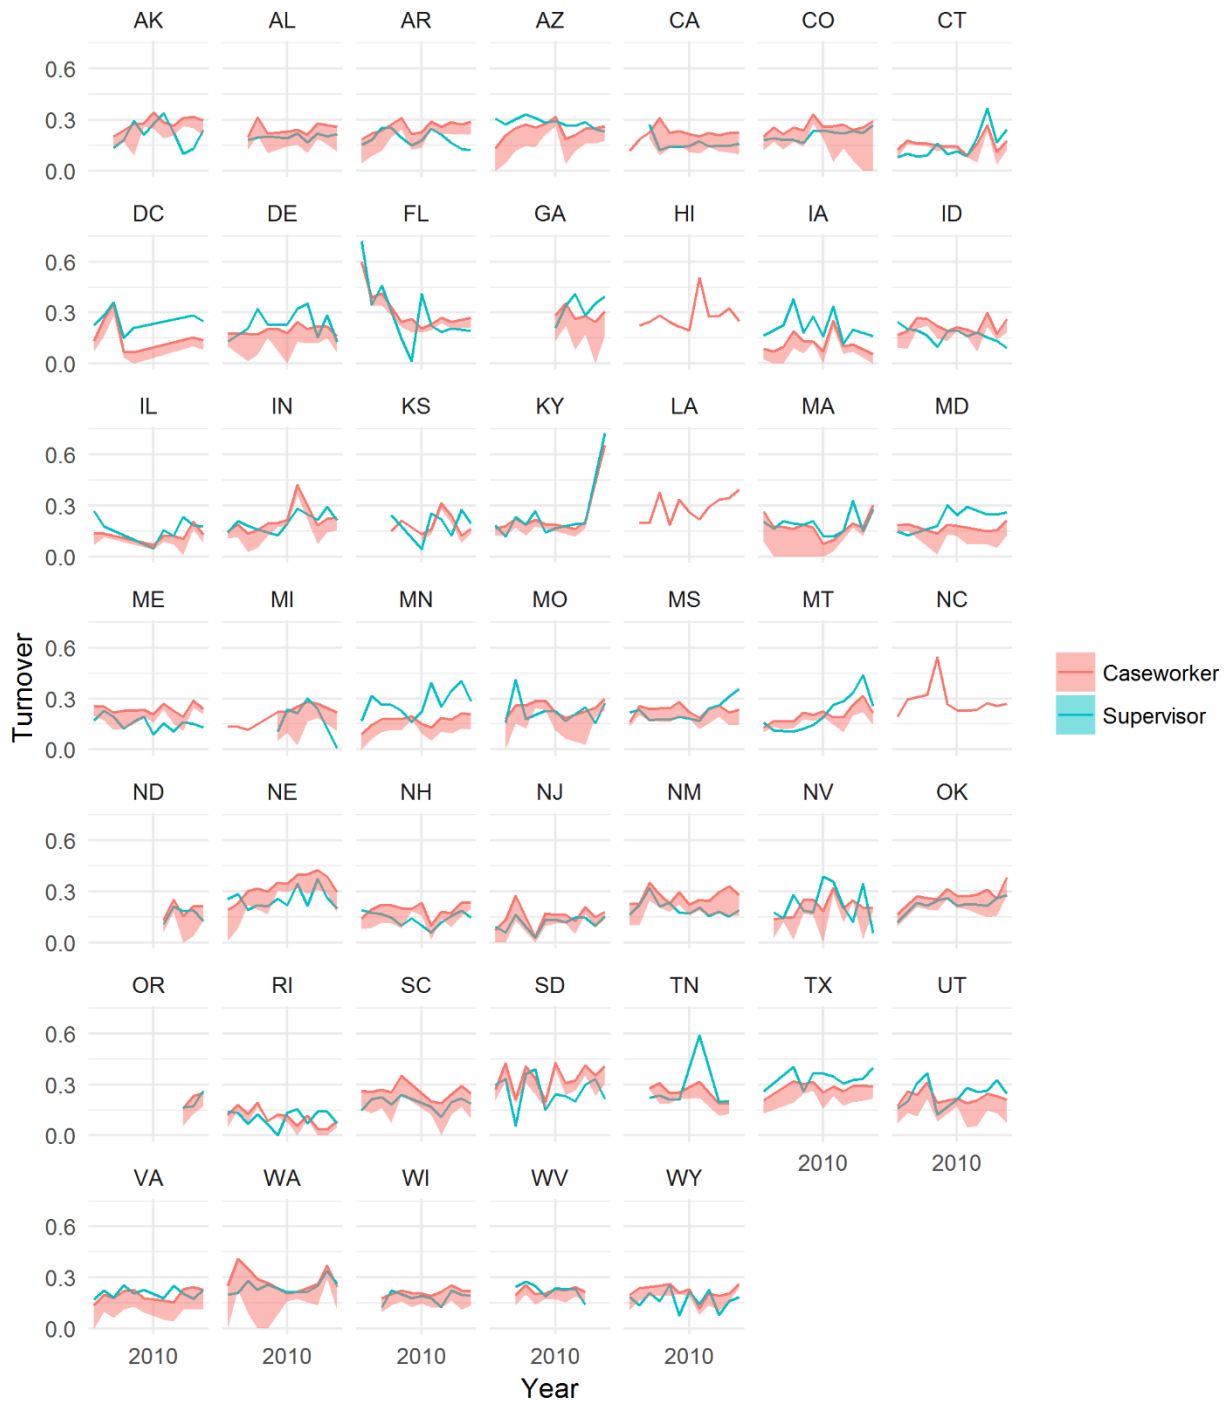 AK AL AR AZ CA CO CT
0.6
0.3
0.0
DC DE FL GA HI IA ID
0.6
0.3
0.0
IL IN KS KY LA MA MD
0.6
0.3
0.0
ME MI MN MO MS MT NC
0.6
0.3
0.0
Turnover
Caseworker
Supervisor
ND NE NH NJ NM NV OK
0.6
0.3
0.0
OR RI SC SD TN TX UT
0.6
0.3
0.0
2010 2010
VA WA WI WV WY
0.6
0.3
0.0
2010 2010 2010 2010 2010
Year